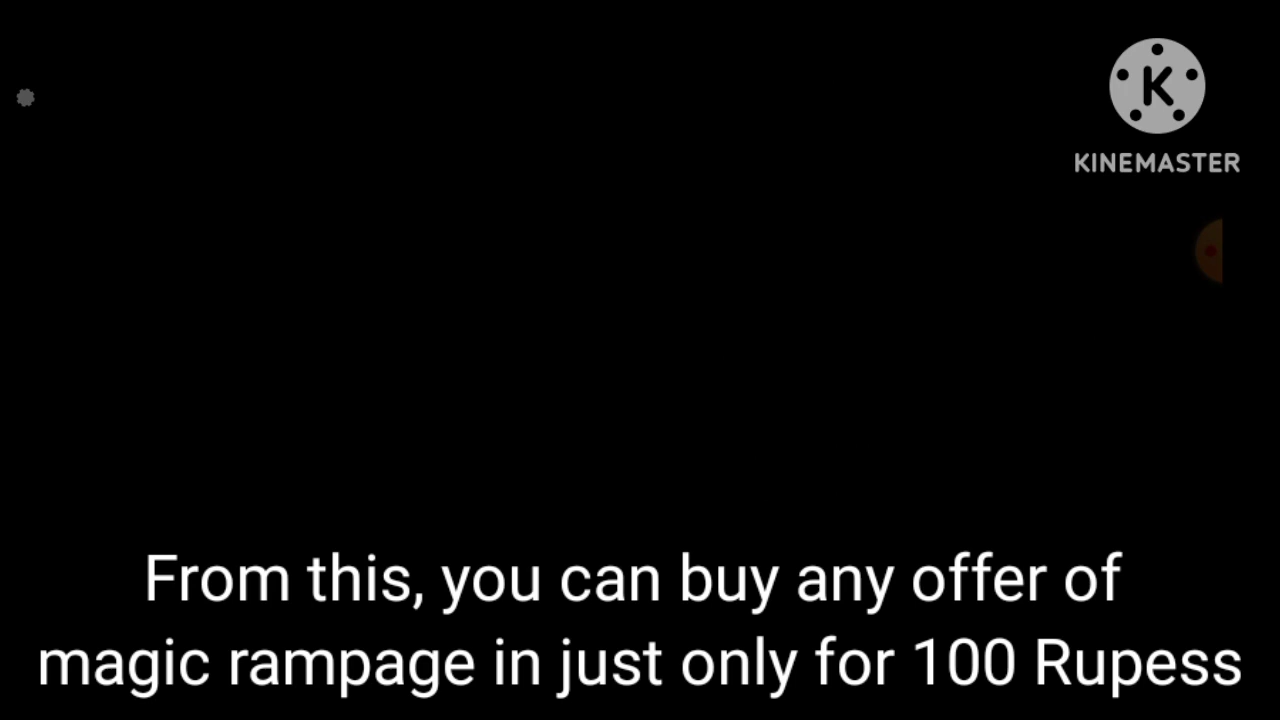 K
KINEMASTER
From this, you can buy any offer of
magic rampage in just only for 100 Rupess